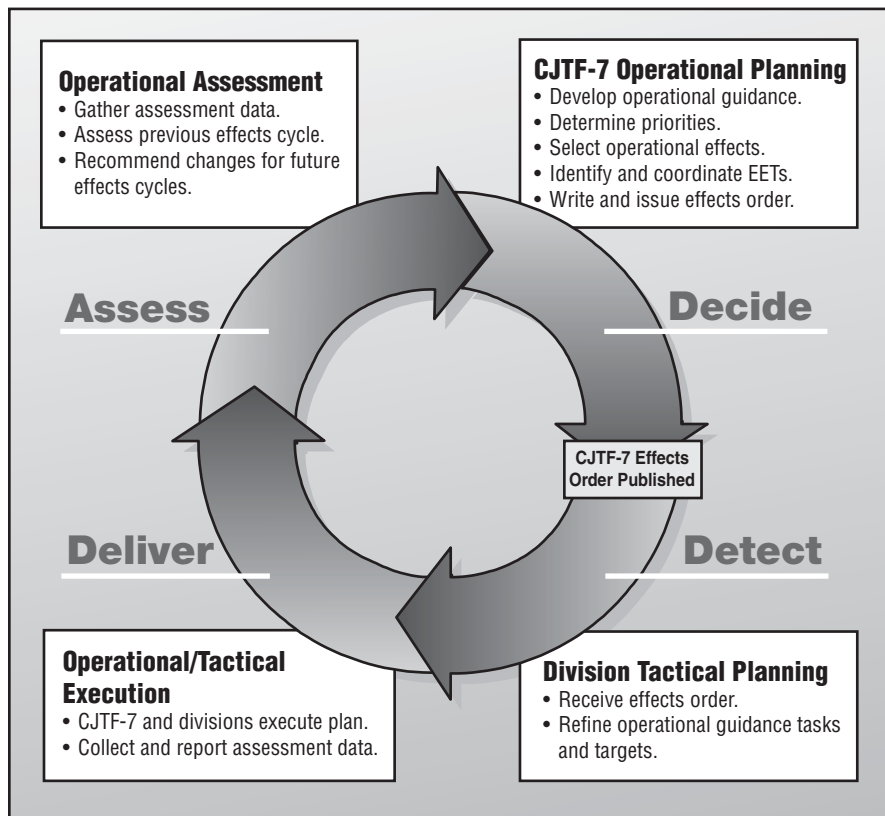 Operational Assessment
• Gather assessment data.
• Assess previous effects cycle.
• Recommend changes for future
effects cycles.
CJTF-7 Operational Planning
• Develop operational guidance.
• Determine priorities.
• Select operational effects.
• Identify and coordinate EETs.
• Write and issue effects order.
Assess
Decide
CJTF-7 Effects
Order Published
Deliver
Detect
Operational/Tactical
Execution
• CJTF-7 and divisions execute plan.
• Collect and report assessment data.
Division Tactical Planning
• Receive effects order.
• Refine operational guidance tasks
and targets.